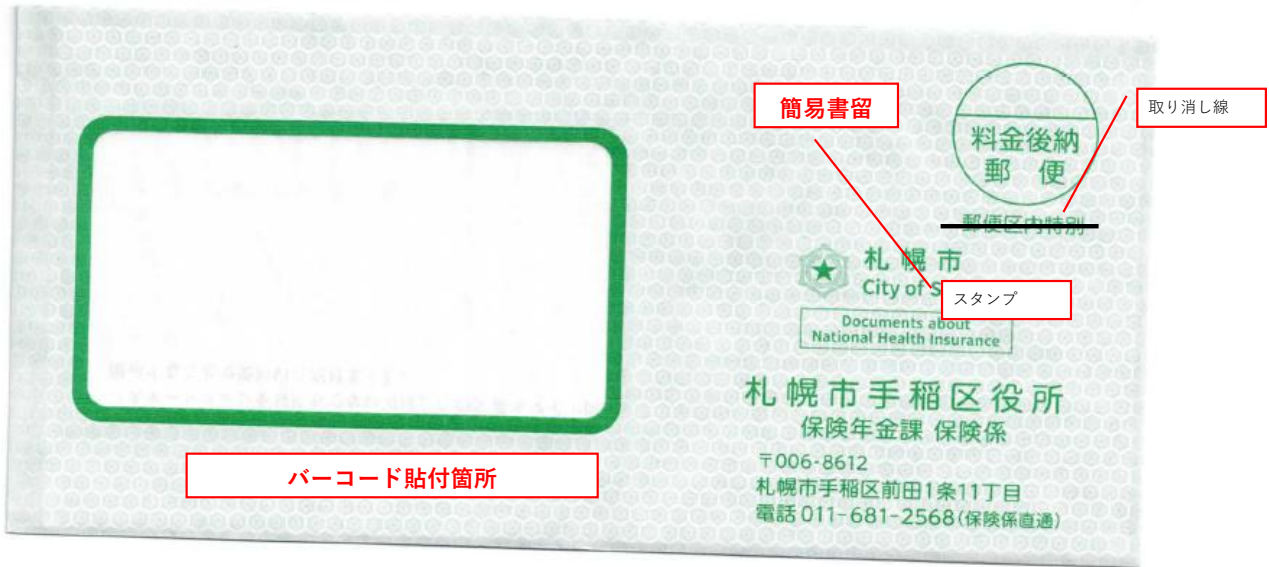 簡易書留
取り消し線
料金後納
郵便
郵便区内特別
札幌市
City of S
スタンプ
Documents about
National Health Insurance
札幌市手稲区役所
保険年金課 保険係
〒006-8612
札幌市手稲区前田1条11丁目
電話 011-681-2568(保険係直通)
バーコード貼付箇所